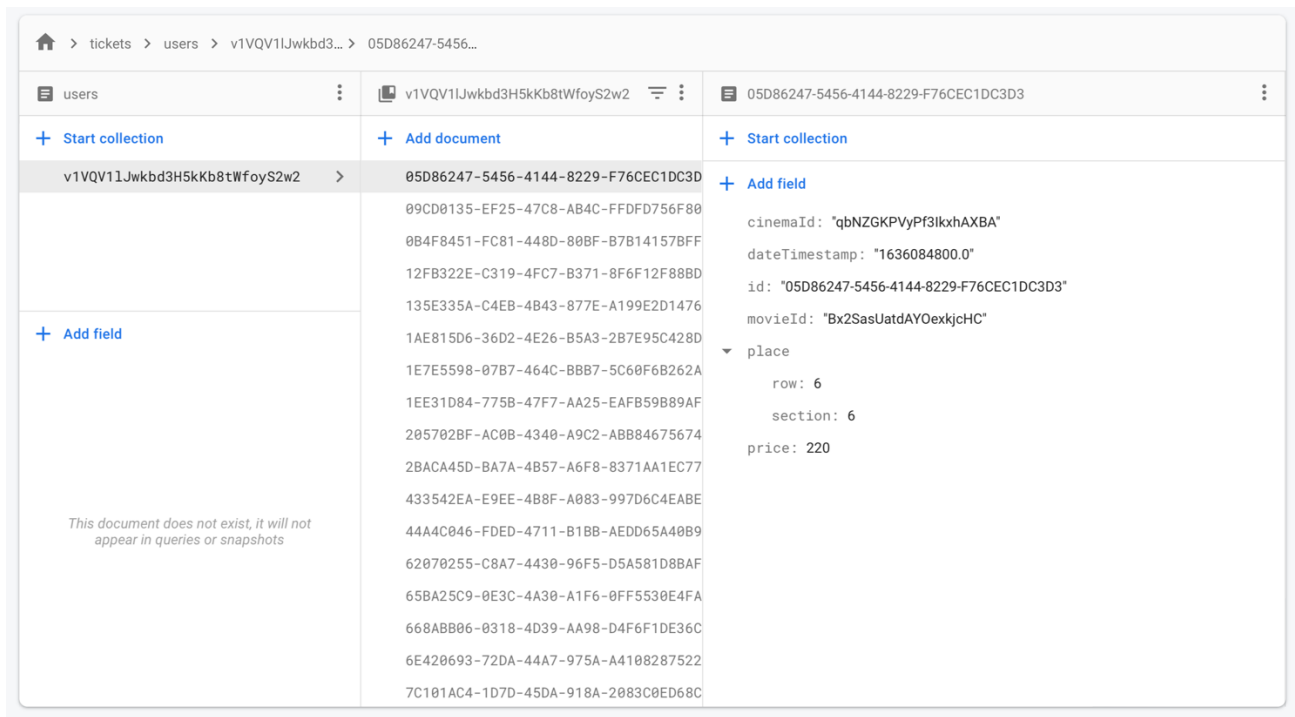 tickets > users > v1VQV1lJwkbd3... > 05D86247-5456...
users
Start collection
v1VQV1lJwkbd3H5kKb8tWfoyS2w2
Add field
This document does not exist, it will not
appear in queries or snapshots
v1VQV1lJwkbd3H5kKb8tWfoyS2w2
Add document
05D86247-5456-4144-8229-F76CEC1DC3D
09CD0135-EF25-47C8-AB4C-FFDFD756F80
0B4F8451-FC81-448D-80BF-B7B14157BFF
12FB322E-C319-4FC7-B371-8F6F12F88BD
135E335A-C4EB-4B43-877E-A199E2D1476
1AE815D6-36D2-4E26-B5A3-2B7E95C428D
1E7E5598-07B7-464C-BBB7-5C60F6B262A
1EE31D84-775B-47F7-AA25-EAFB59B89AF
205702BF-AC0B-4340-A9C2-ABB84675674
2BACA45D-BA7A-4B57-A6F8-8371AA1EC77
433542EA-E9EE-4B8F-A083-997D6C4EABE
44A4C046-FDED-4711-B1BB-AEDD65A40B9
62070255-C8A7-4430-96F5-D5A581D8BAF
65BA25C9-0E3C-4A30-A1F6-0FF5530E4FA
668ABB06-0318-4D39-AA98-D4F6F1DE36C
6E420693-72DA-44A7-975A-A4108287522
7C101AC4-1D7D-45DA-918A-2083C0ED68C
05D86247-5456-4144-8229-F76CEC1DC3D3
Start collection
Add field
cinemaId: "qbNZGKPVyPf3IkxhAXBA"
dateTimestamp: "1636084800.0"
id: "05D86247-5456-4144-8229-F76CEC1DC3D3"
movieId: "Bx2SasUatdAYOexkjcHC"
place
row: 6
section: 6
price: 220